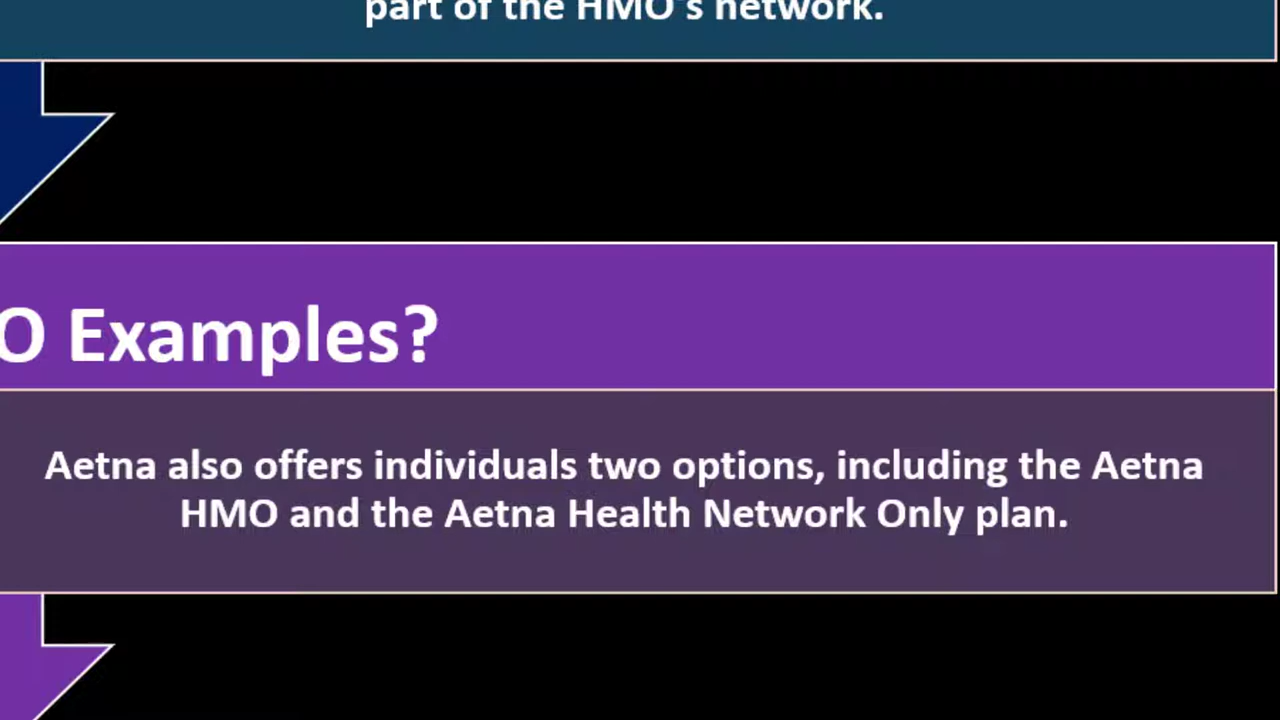 part of the HMO's network.
O Examples?
Aetna also offers individuals two options, including the Aetna
HMO and the Aetna Health Network Only plan.